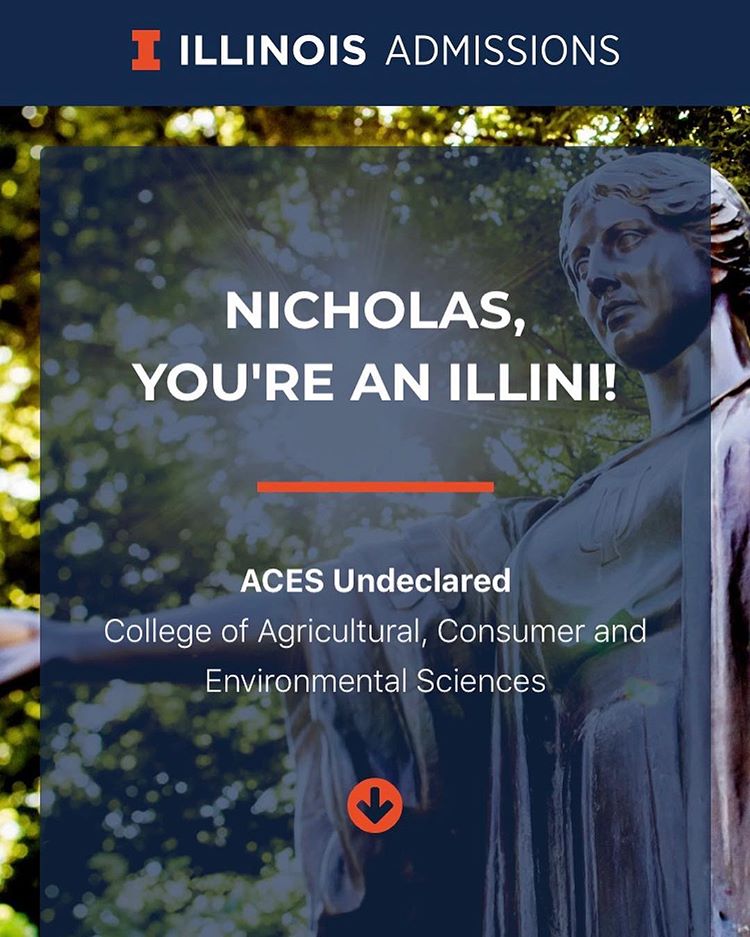 I ILLINOIS ADMISSIONS
NICHOLAS,
YOU'RE AN ILLINI!
ACES Undeclared
College of Agricultural, Consumer and
Environmental Sciences